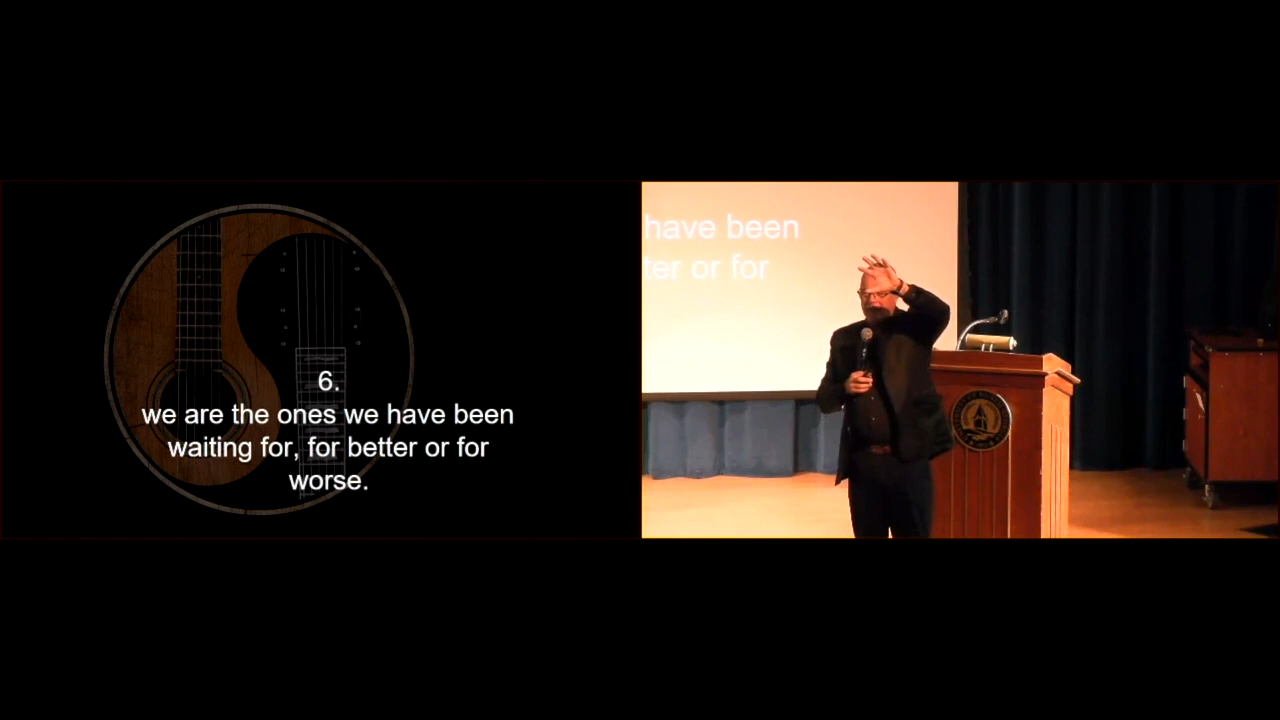 6.
we are the ones we have been
waiting for, for better or for
worse.
have been
ter or for